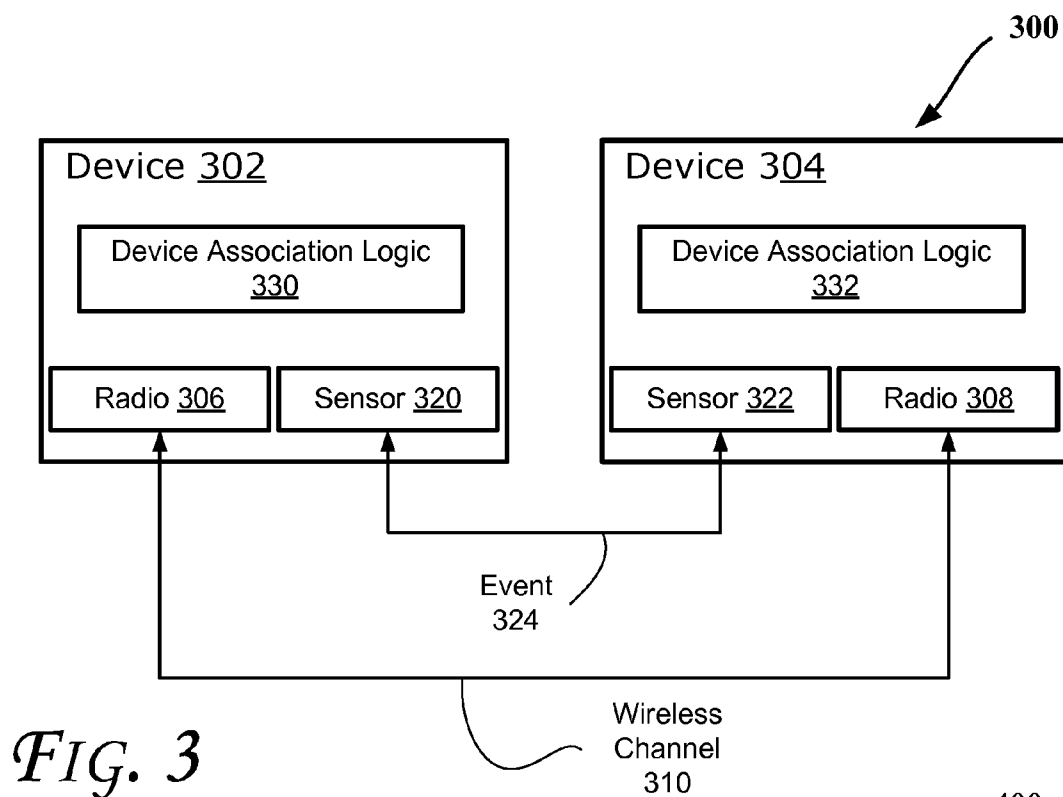 300
Device 302
Device Association Logic
330
Radio 306
Sensor 320
Device 304
Device Association Logic
332
Sensor 322
Radio 308
Event
324
Wireless
Channel
310
FIG. 3